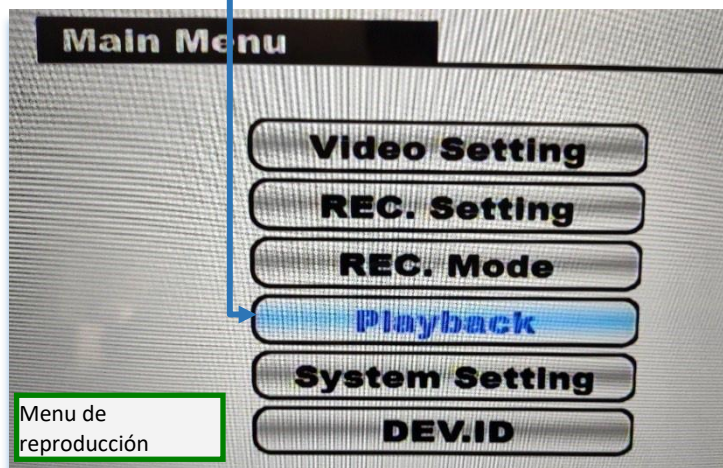 Main Menu
Video Setting
REC. Setting
REC. Mode
Playback
System Setting
DEV.ID
Menu de
reproducción